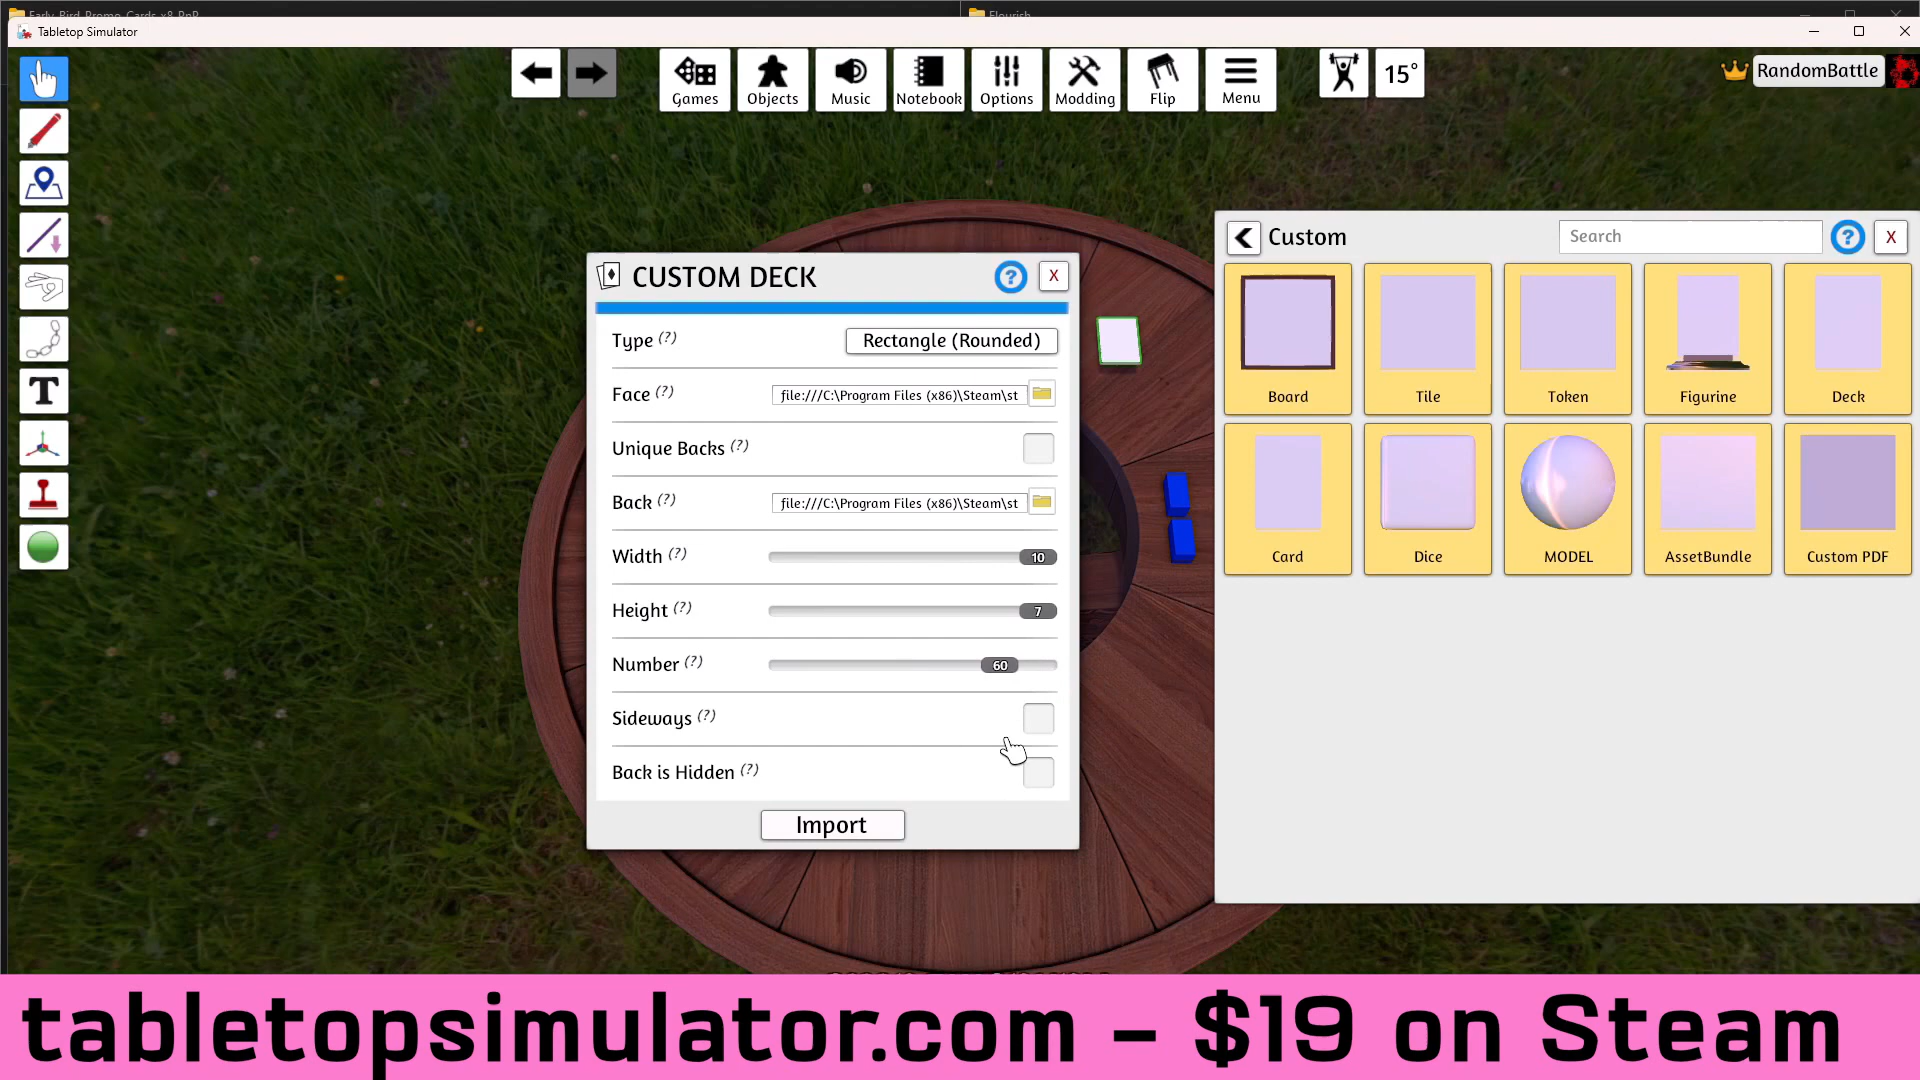 Early_Bird_Promo_Cards_x8_PnP
Flourish
Tabletop Simulator
Games
Objects
Music
Notebook
Options
Modding
Flip
Menu
15°
RandomBattle
CUSTOM DECK
?
X
Type (?)
Rectangle (Rounded)
Face (?)
file:///C:\Program Files (x86)\Steam\st
Unique Backs (?)
Back (?)
file:///C:\Program Files (x86)\Steam\st
Width (?)
10
Height (?)
7
Number (?)
60
Sideways (?)
Back is Hidden (?)
Import
Custom
Search
?
X
Board
Tile
Token
Figurine
Deck
Card
Dice
MODEL
AssetBundle
Custom PDF
T
tabletopsimulator.com - $19 on Steam